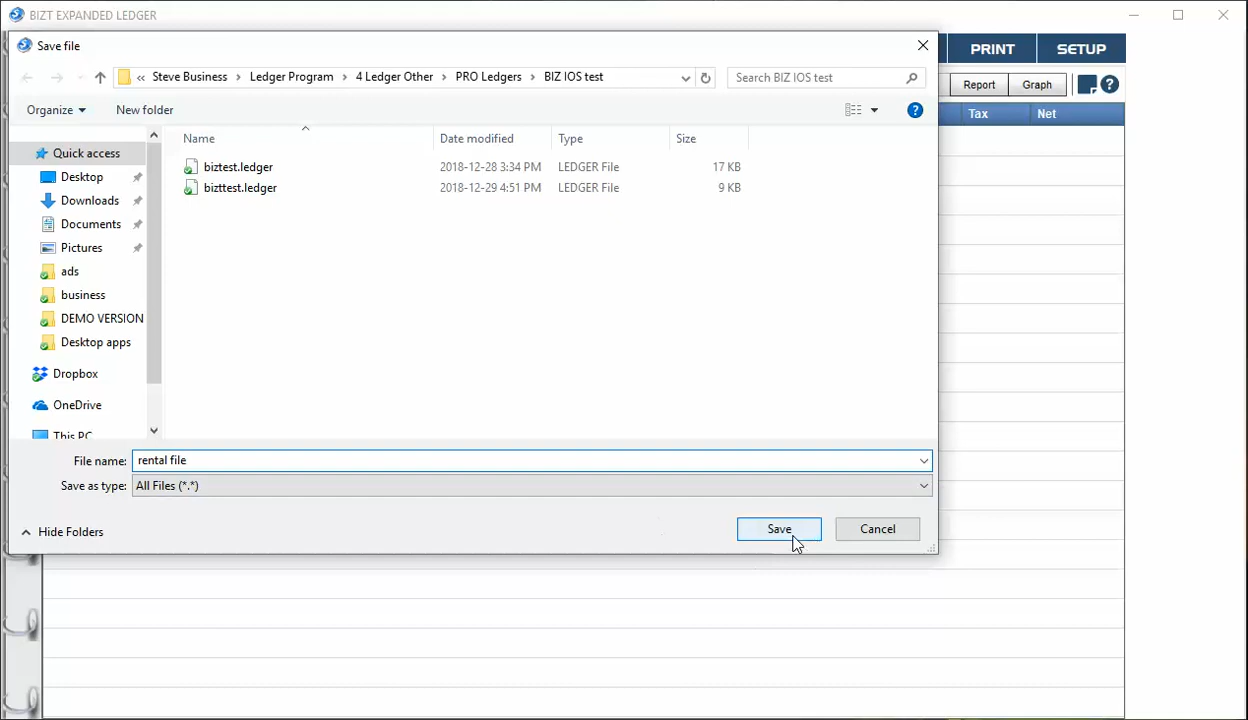 BIZT EXPANDED LEDGER
Save file
« Steve Business > Ledger Program > 4 Ledger Other > PRO Ledgers > BIZ IOS test
Search BIZ IOS test
PRINT
SETUP
Organize
New folder
?
Report
Graph
?
Tax
Net
Name
Date modified
Type
Size
Quick access
Desktop
Downloads
Documents
Pictures
ads
business
DEMO VERSION
Desktop apps
Dropbox
OneDrive
This PC
biztest.ledger 2018-12-28 3:34 PM LEDGER File 17 KB
bizttest.ledger 2018-12-29 4:51 PM LEDGER File 9 KB
File name: rental file
Save as type: All Files (*.*)
Hide Folders
Save
Cancel